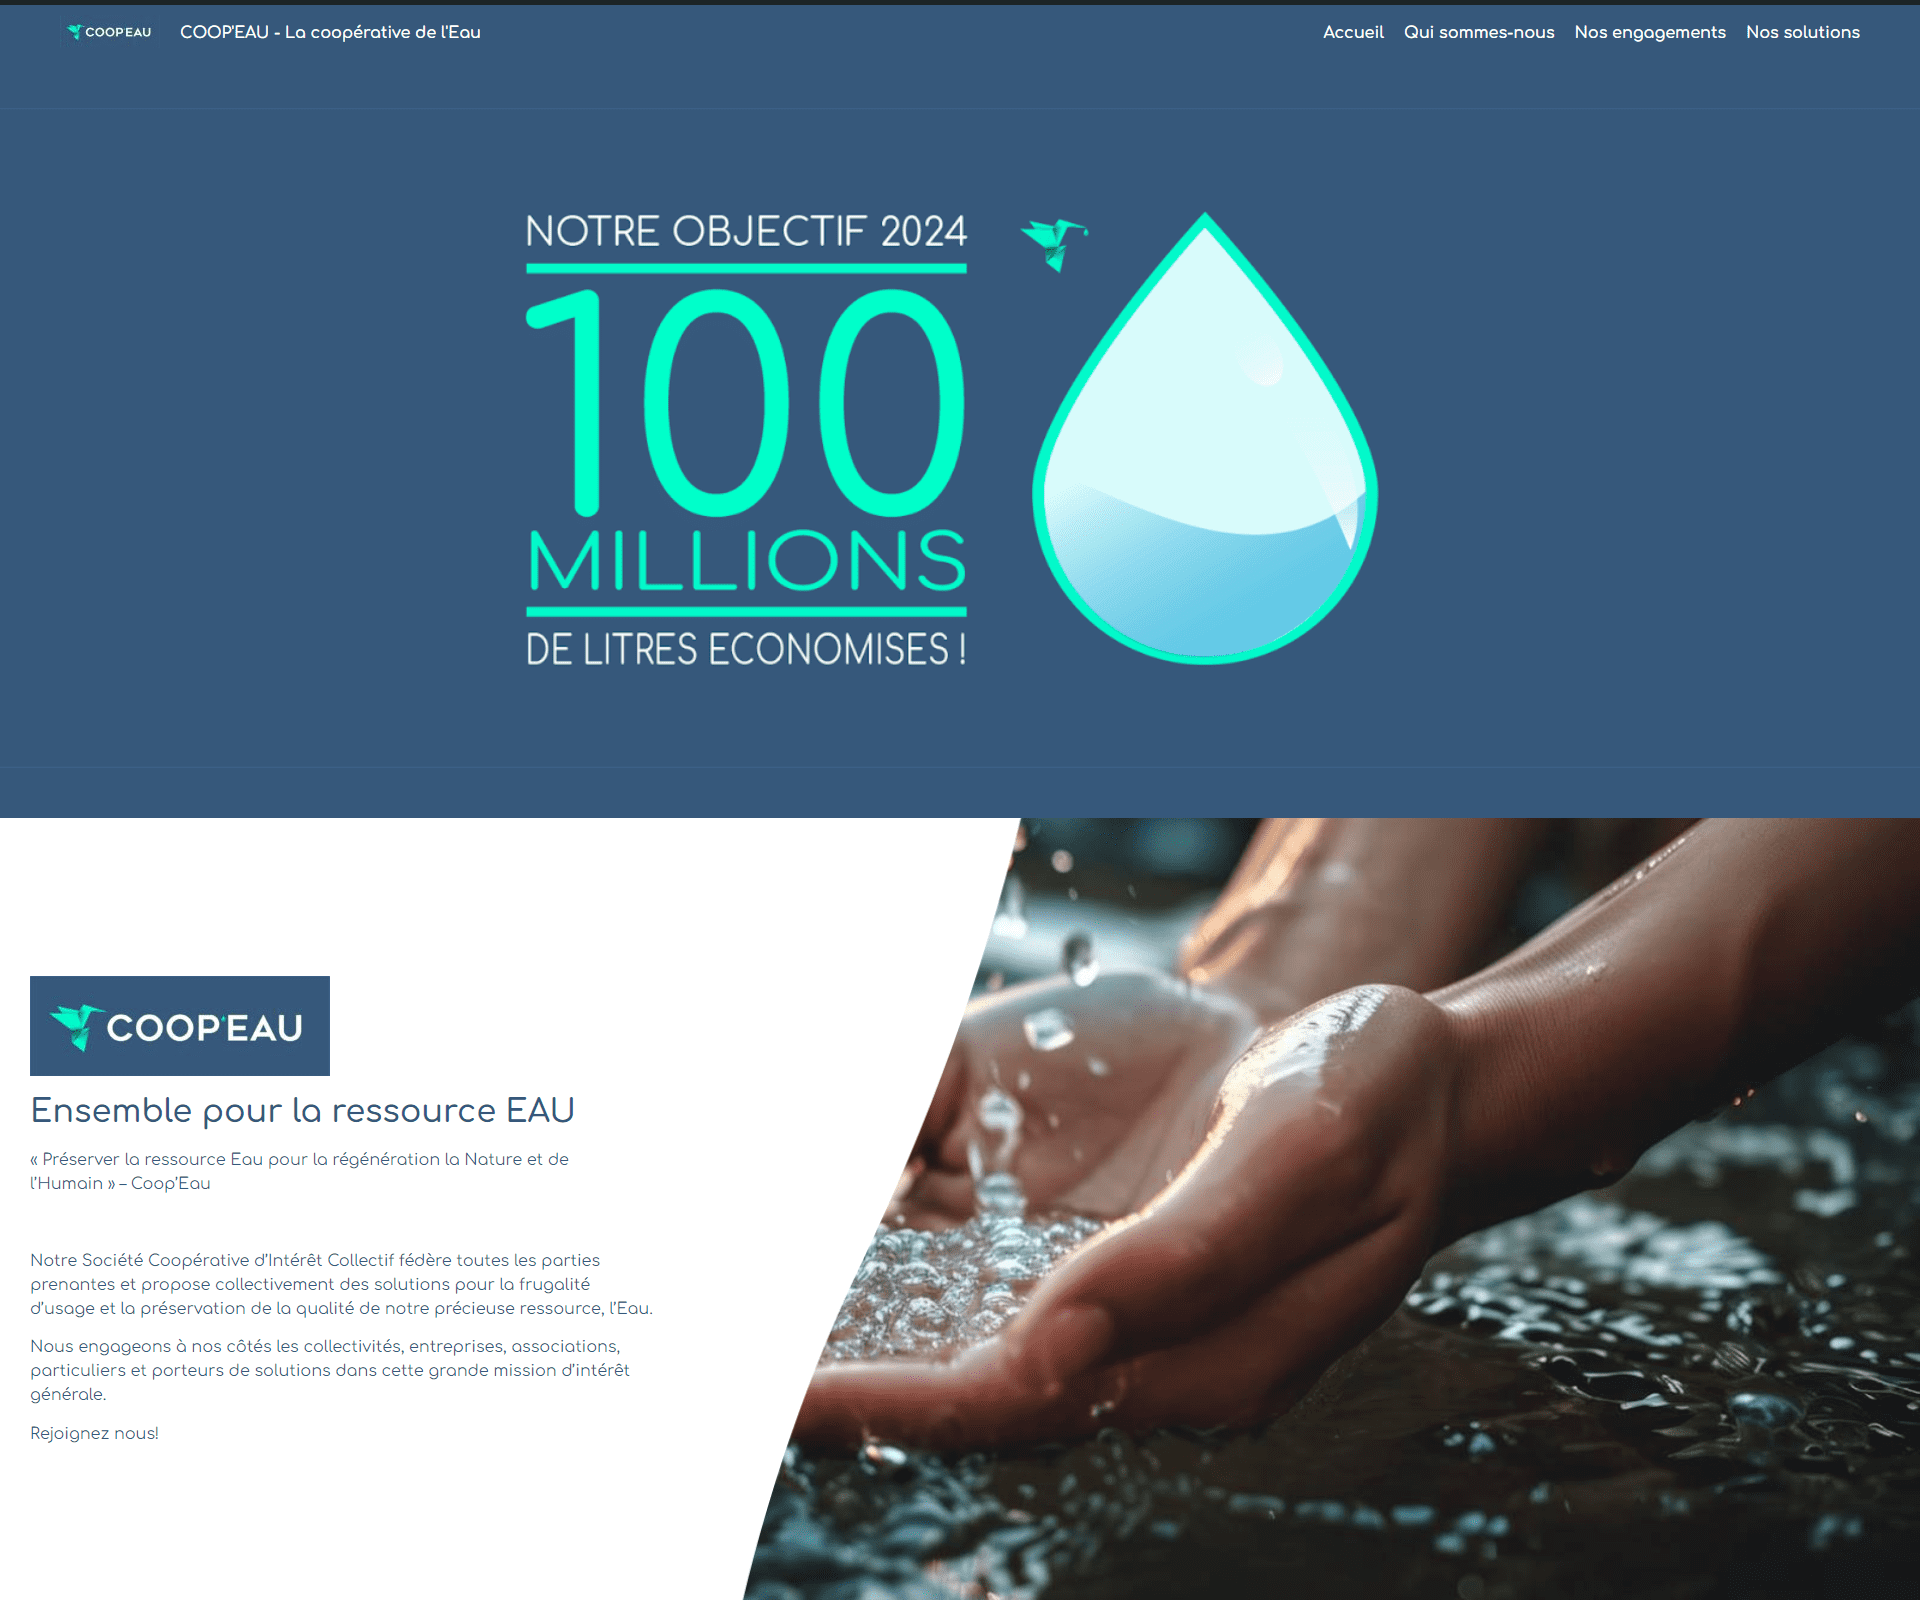 COOP'EAU
COOP'EAU - La coopérative de l'Eau
Accueil
Qui sommes-nous
Nos engagements
Nos solutions
NOTRE OBJECTIF 2024
100
MILLIONS
DE LITRES ECONOMISES !
COOP'EAU
Ensemble pour la ressource EAU
« Préserver la ressource Eau pour la régénération la Nature et de
l’Humain » – Coop’Eau
Notre Société Coopérative d’Intérêt Collectif fédère toutes les parties
prenantes et propose collectivement des solutions pour la frugalité
d’usage et la préservation de la qualité de notre précieuse ressource, l’Eau.
Nous engageons à nos côtés les collectivités, entreprises, associations,
particuliers et porteurs de solutions dans cette grande mission d’intérêt
générale.
Rejoignez nous!